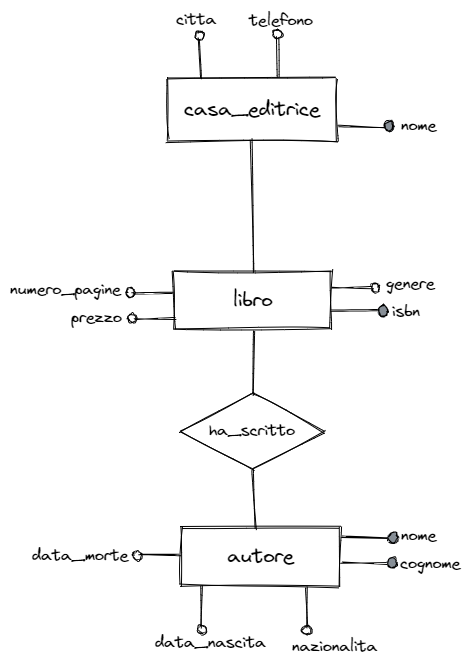 citta telefono
casa_editrice
nome
numero_pagine
genere
libro
prezzo
isbn
ha_scritto
nome
data_morte
autore
cognome
data_nascita
nazionalita